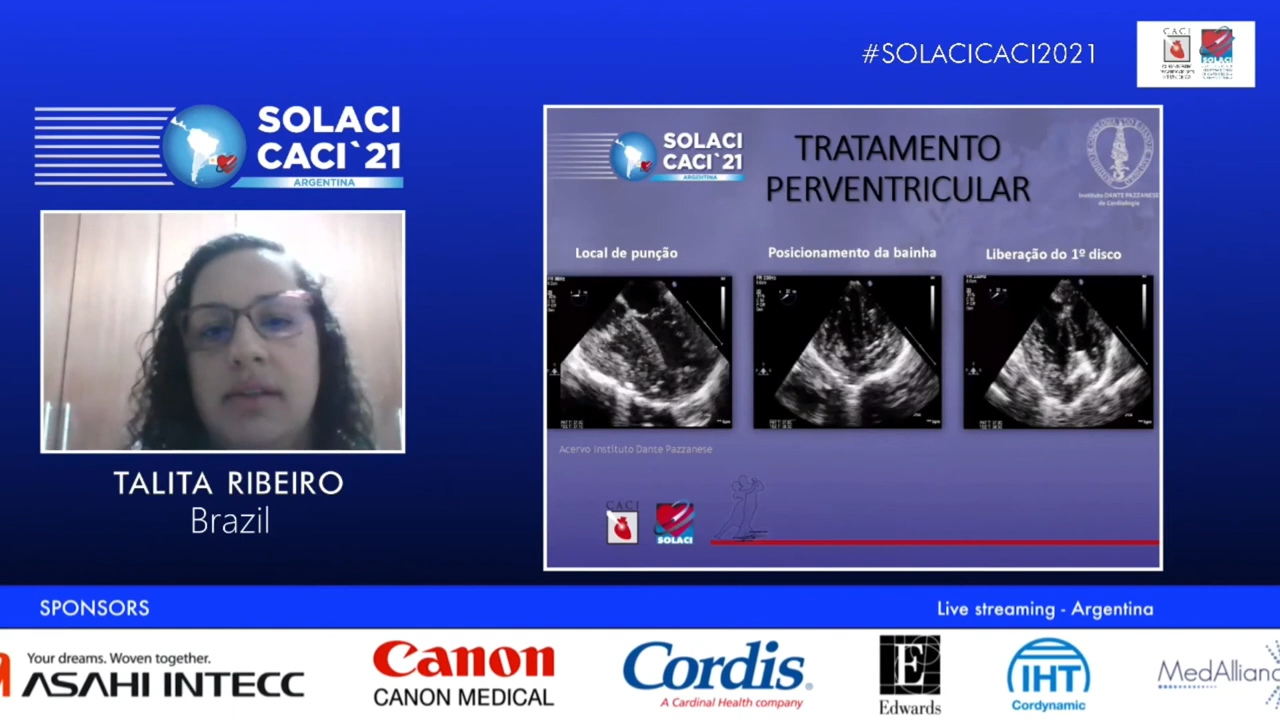 #SOLACICACI2021
CACI
SOLACI
SOLACI
CACI`21
ARGENTINA
TALITA RIBEIRO
Brazil
SOLACI
CACI`21
ARGENTINA
TRATAMENTO
PERVENTRICULAR
Instituto DANTE PAZZANESE
de Cardiologia
Local de punção
Posicionamento da bainha
Liberação do 1º disco
Acervo Instituto Dante Pazzanese
CACI
SOLACI
SPONSORS
Live streaming - Argentina
Your dreams. Woven together.
ASAHI INTECC
Canon
CANON MEDICAL
Cordis®
A Cardinal Health company
E
Edwards
IHT
Cordynamic
MedAllianc